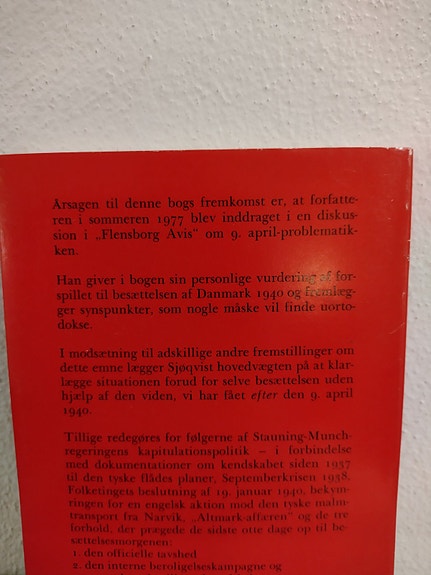 Arsagen til denne bogs fremkomst er, at forfatte-
ren i sommeren 1977 blev inddraget i en diskus-
sion i „Flensborg Avis“ om 9. april-problematik-
ken.
Han giver i bogen sin personlige vurdering af for-
spillet til besættelsen af Danmark 1940 og fremlæg-
ger synspunkter, som nogle måske vil finde uorto-
dokse.
I modsætning til adskillige andre fremstillinger om
dette emne lægger Sjøqvist hovedvægten på at klar-
lægge situationen forud for selve besættelsen uden
hjælp af den viden, vi har fået efter den 9. april
1940.
Tillige redegøres for følgerne af Stauning-Munch-
regeringens kapitulationspolitik – i forbindelse
med dokumentationer om kendskabet siden 1937
til den tyske flådes planer, Septemberkrisen 1938,
Folketingets beslutning af 19. januar 1940, bekym-
ringen for en engelsk aktion mod den tyske malm-
transport fra Narvik, „Altmark-affæren“ og de tre
forhold, der prægede de sidste otte dage op til be-
sættelsesmorgenen:
1. den officielle tavshed
2. den interne beroligelseskampagne og